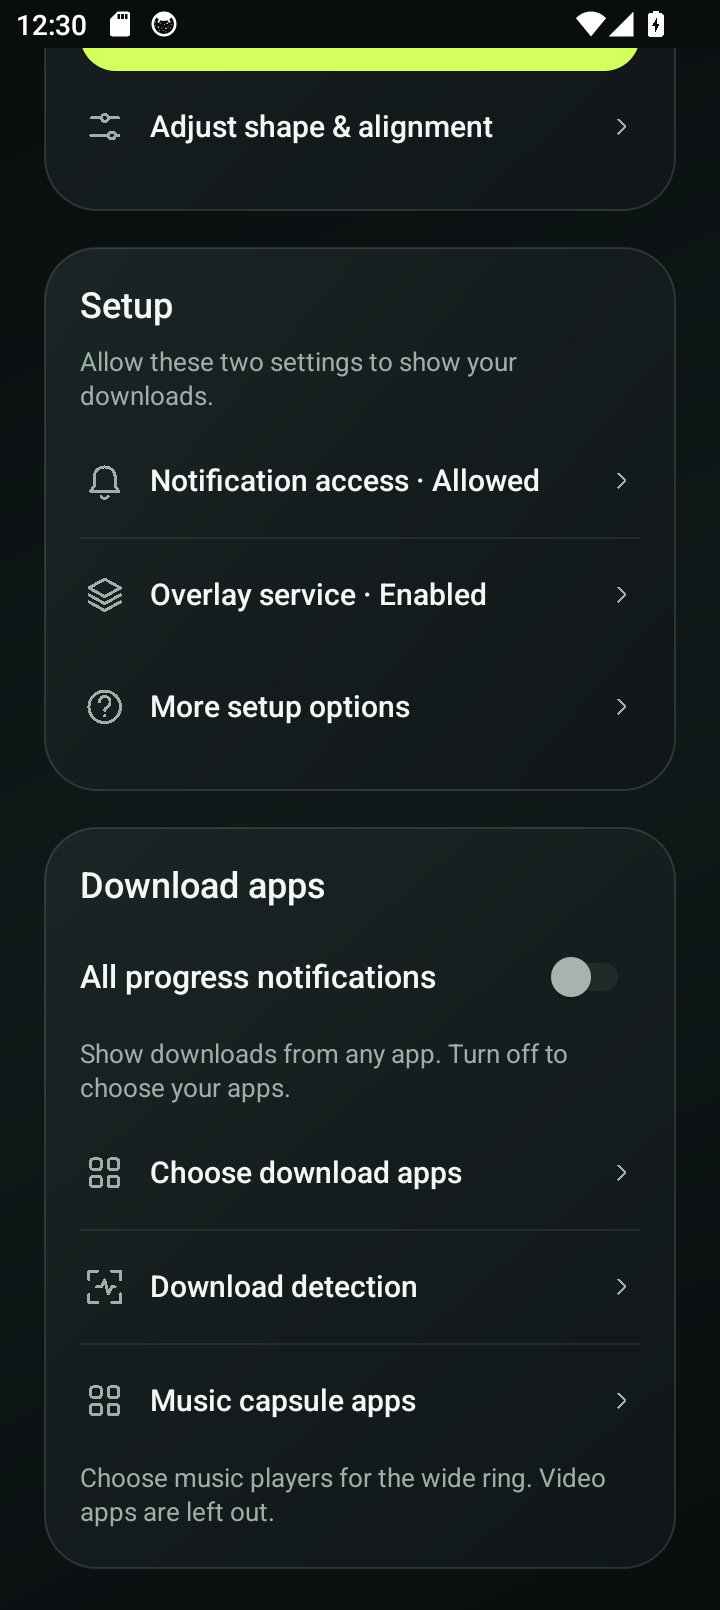 12:30
Adjust shape & alignment
Setup
Allow these two settings to show your
downloads.
Notification access · Allowed
Overlay service · Enabled
More setup options
Download apps
All progress notifications
Show downloads from any app. Turn off to
choose your apps.
Choose download apps
Download detection
Music capsule apps
Choose music players for the wide ring. Video
apps are left out.